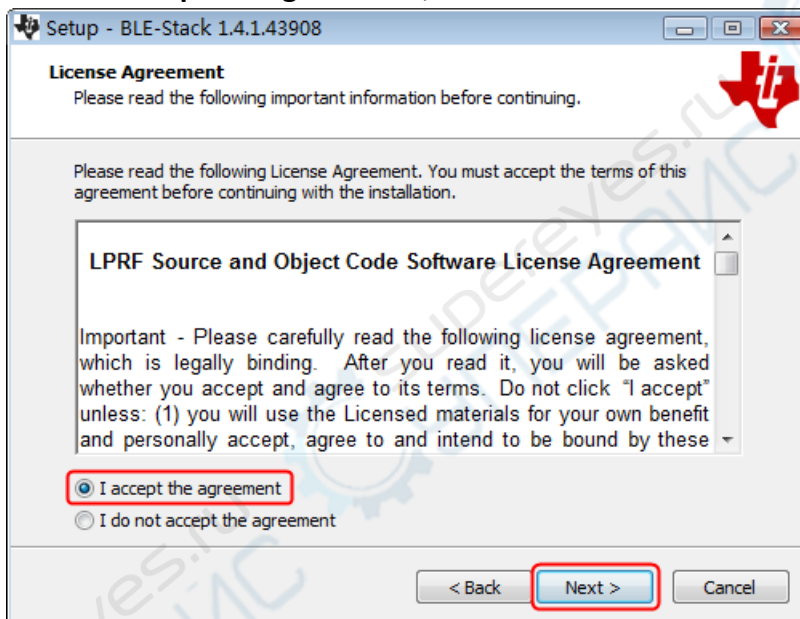 Setup - BLE-Stack 1.4.1.43908
License Agreement
Please read the following important information before continuing.
Please read the following License Agreement. You must accept the terms of this
agreement before continuing with the installation.
LPRF Source and Object Code Software License Agreement
Important - Please carefully read the following license agreement,
which is legally binding. After you read it, you will be asked
whether you accept and agree to its terms. Do not click “I accept”
unless: (1) you will use the Licensed materials for your own benefit
and personally accept, agree to and intend to be bound by these
I accept the agreement
I do not accept the agreement
< Back
Next >
Cancel
supereyes.ru
СУПЕРАЙС
es.ru